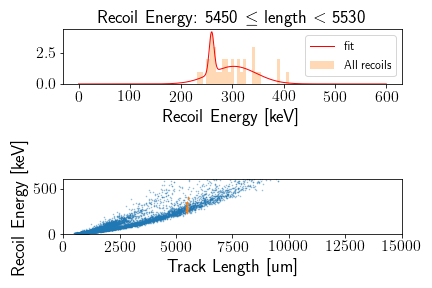 Recoil Energy: 5450 ≤ length < 5530
2.5
0.0
fit
All recoils
0 100 200 300 400 500 600
Recoil Energy [keV]
Recoil Energy [keV]
500
0
0 2500 5000 7500 10000 12500 15000
Track Length [um]